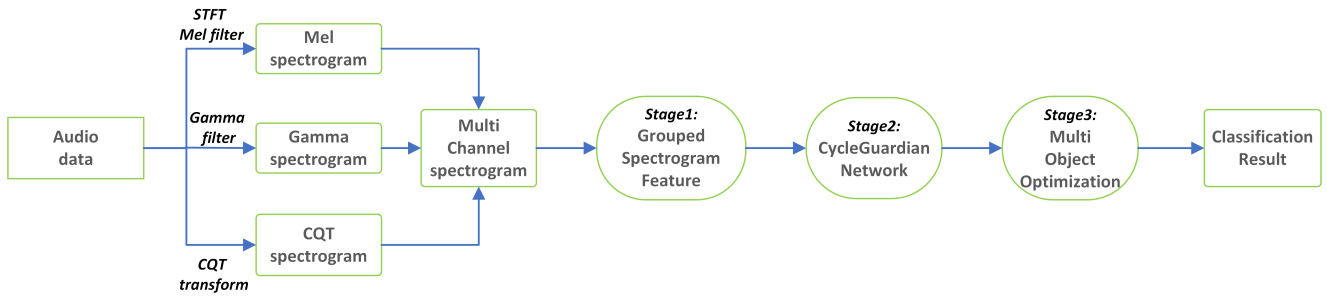 Audio
data
STFT
Mel filter
Mel
spectrogram
Gamma
filter
Gamma
spectrogram
CQT
transform
CQT
spectrogram
Multi
Channel
spectrogram
Stage1:
Grouped
Spectrogram
Feature
Stage2:
CycleGuardian
Network
Stage3:
Multi
Object
Optimization
Classification
Result